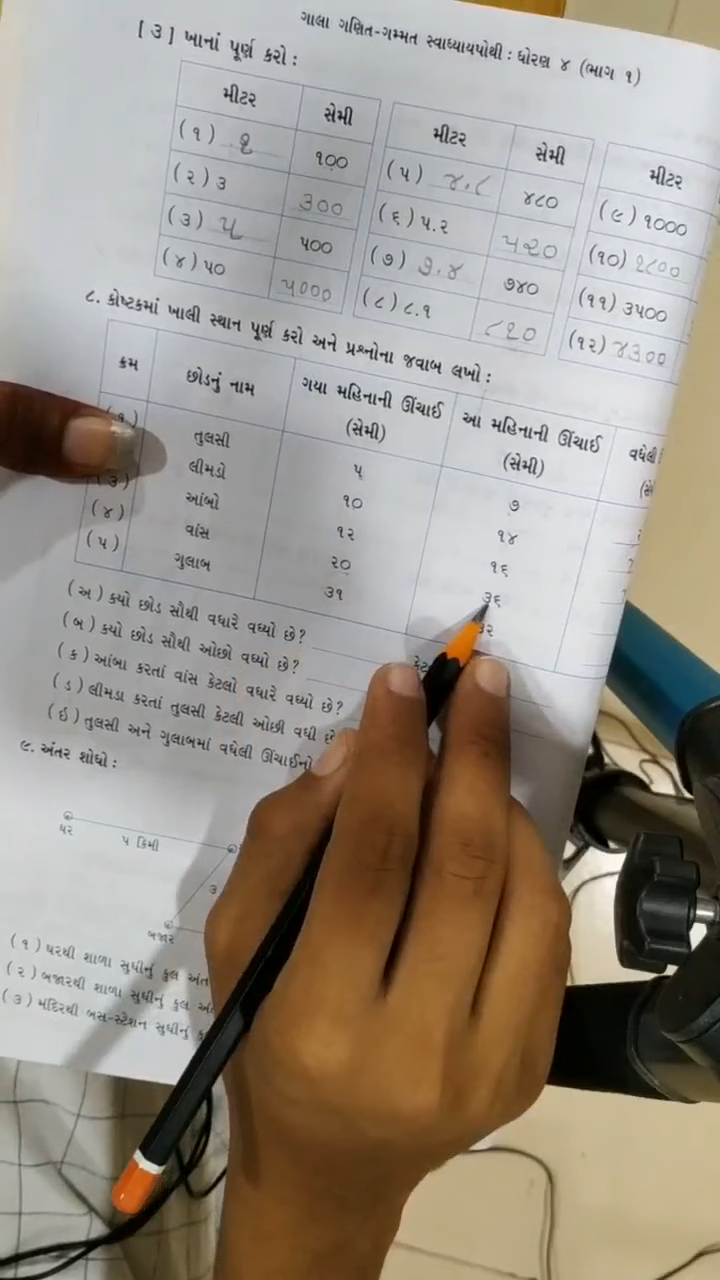 ગાલા ગણિત-ગમ્મત સ્વાધ્યાયપોથી : ધોરણ ૪ (ભાગ ૧)
[ ૩ ] ખાનાં પૂર્ણ કરો :
મીટર સેમી મીટર સેમી મીટર
(૧) ૧ ૧૦૦ (૫) ૪.૮ ૪૮૦ (૯) ૧૦૦૦
(૨) ૩ ૩૦૦ (૬) ૫.૨ ૫૨૦ (૧૦) ૧૮૦૦
(૩) ૫ ૫૦૦ (૭) ૭.૪ ૭૪૦ (૧૧) ૩૫૦૦
(૪) ૫૦ ૫૦૦૦ (૮) ૮.૧ ૮૧૦ (૧૨) ૪૩૦૦
૮. કોષ્ટકમાં ખાલી સ્થાન પૂર્ણ કરો અને પ્રશ્નોના જવાબ લખો :
ક્રમ છોડનું નામ ગયા મહિનાની ઊંચાઈ (સેમી) આ મહિનાની ઊંચાઈ (સેમી) વધેલી
(૧) તુલસી ૫ ૭
લીમડો ૧૦ ૧૪
(૩) આંબો ૧૨ ૧૬
(૪) વાંસ ૨૦ ૩૬
(૫) ગુલાબ ૩૧ ૩૨
(અ) કયો છોડ સૌથી વધારે વધ્યો છે?
(બ) કયો છોડ સૌથી ઓછો વધ્યો છે?
(ક) આંબા કરતાં વાંસ કેટલો વધારે વધ્યો છે?
(ડ) લીમડા કરતાં તુલસી કેટલી ઓછી વધી છે
(ઇ) તુલસી અને ગુલાબમાં વધેલી ઊંચાઈનો
૯. અંતર શોધો :
ઘર
૫ કિમી
૩
બજાર
(૧) ઘરથી શાળા સુધીનું કુલ
(૨) બજારથી શાળા સુધીનું કુલ
(૩) મંદિરથી બસ-સ્ટેશન સુધીનું